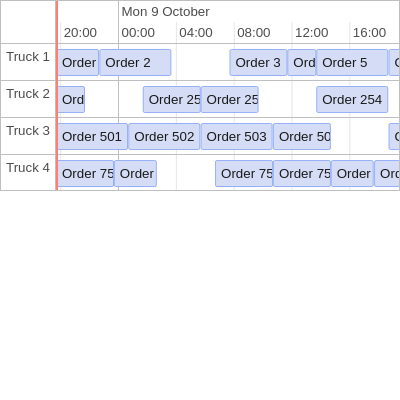 Mon 9 October
20:00 00:00 04:00 08:00 12:00 16:00
Truck 1 Order Order 2 Order 3 Ord Order 5
Truck 2 Ord Order 25 Order 25 Order 254
Truck 3 Order 501 Order 502 Order 503 Order 50
Truck 4 Order 75 Order Order 75 Order 75 Order Ord